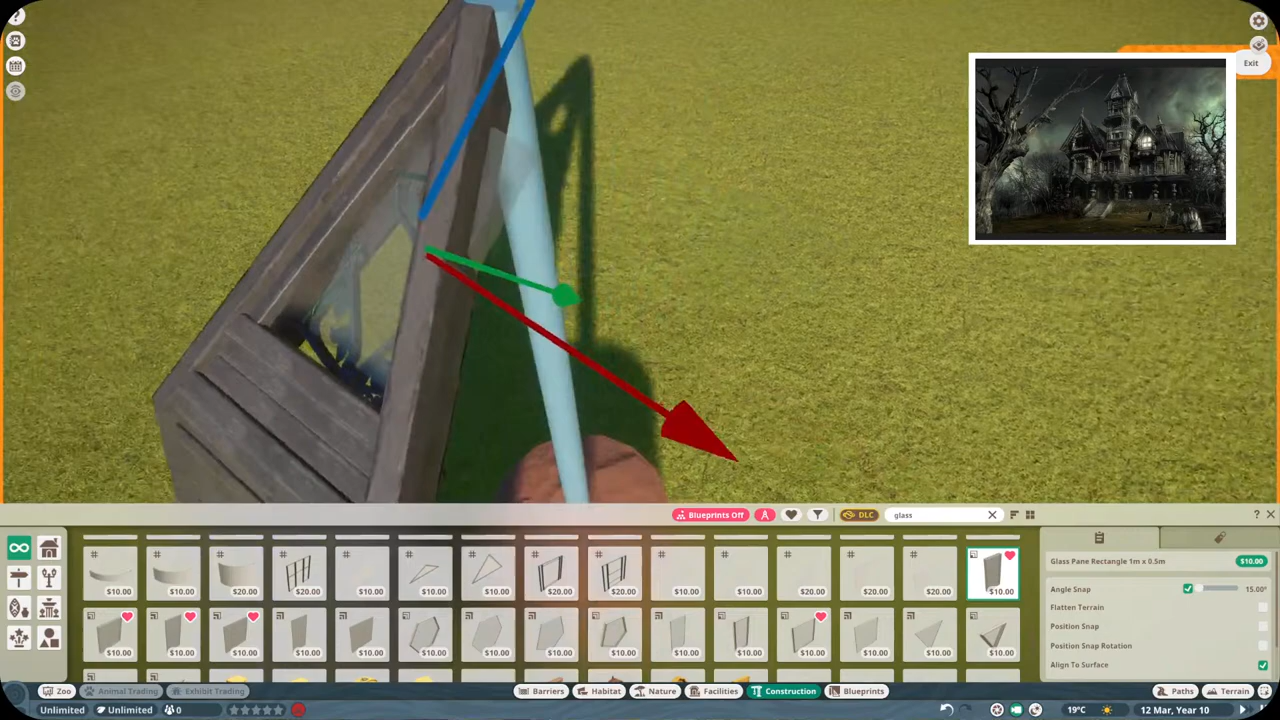 ?
Exit
Blueprints Off
DLC
glass
?
$10.00 $10.00 $20.00 $20.00 $10.00 $10.00 $10.00 $20.00 $20.00 $10.00 $10.00 $20.00 $20.00 $20.00 $10.00
$10.00 $10.00 $10.00 $10.00 $10.00 $10.00 $10.00 $10.00 $10.00 $10.00 $10.00 $10.00 $10.00 $10.00 $10.00
Glass Pane Rectangle 1m x 0.5m $10.00
Angle Snap 15.00°
Flatten Terrain
Position Snap
Position Snap Rotation
Align To Surface
Zoo Animal Trading Exhibit Trading Barriers Habitat Nature Facilities Construction Blueprints Paths Terrain
Unlimited Unlimited 0 19°C 12 Mar, Year 10